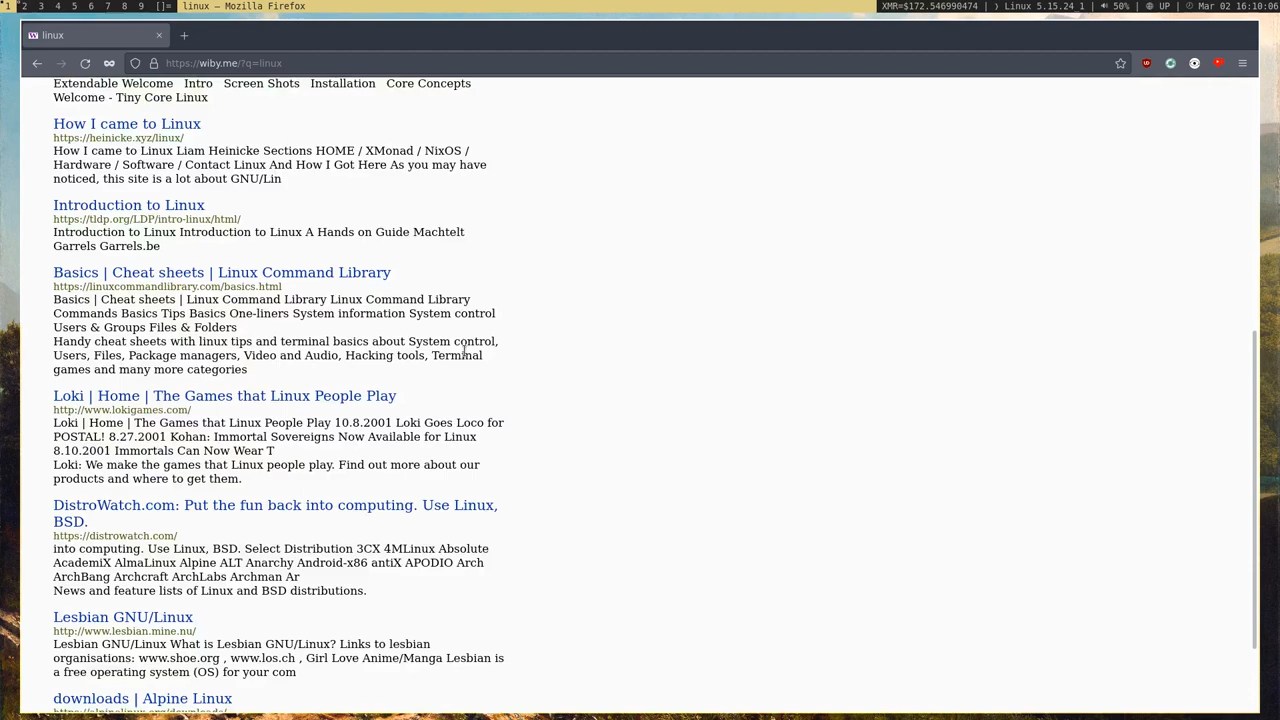 1 2 3 4 5 6 7 8 9 []= linux — Mozilla Firefox XMR=$172.546990474 | Linux 5.15.24 1 | 50% | UP | Mar 02 16:10:06
linux
https://wiby.me/?q=linux
Extendable Welcome Intro Screen Shots Installation Core Concepts
Welcome - Tiny Core Linux
How I came to Linux
https://heinicke.xyz/linux/
How I came to Linux Liam Heinicke Sections HOME / XMonad / NixOS /
Hardware / Software / Contact Linux And How I Got Here As you may have
noticed, this site is a lot about GNU/Lin
Introduction to Linux
https://tldp.org/LDP/intro-linux/html/
Introduction to Linux Introduction to Linux A Hands on Guide Machtelt
Garrels Garrels.be
Basics | Cheat sheets | Linux Command Library
https://linuxcommandlibrary.com/basics.html
Basics | Cheat sheets | Linux Command Library Linux Command Library
Commands Basics Tips Basics One-liners System information System control
Users & Groups Files & Folders
Handy cheat sheets with linux tips and terminal basics about System control,
Users, Files, Package managers, Video and Audio, Hacking tools, Terminal
games and many more categories
Loki | Home | The Games that Linux People Play
http://www.lokigames.com/
Loki | Home | The Games that Linux People Play 10.8.2001 Loki Goes Loco for
POSTAL! 8.27.2001 Kohan: Immortal Sovereigns Now Available for Linux
8.10.2001 Immortals Can Now Wear T
Loki: We make the games that Linux people play. Find out more about our
products and where to get them.
DistroWatch.com: Put the fun back into computing. Use Linux,
BSD.
https://distrowatch.com/
into computing. Use Linux, BSD. Select Distribution 3CX 4MLinux Absolute
AcademiX AlmaLinux Alpine ALT Anarchy Android-x86 antiX APODIO Arch
ArchBang Archcraft ArchLabs Archman Ar
News and feature lists of Linux and BSD distributions.
Lesbian GNU/Linux
http://www.lesbian.mine.nu/
Lesbian GNU/Linux What is Lesbian GNU/Linux? Links to lesbian
organisations: www.shoe.org , www.los.ch , Girl Love Anime/Manga Lesbian is
a free operating system (OS) for your com
downloads | Alpine Linux
https://alpinelinux.org/downloads/